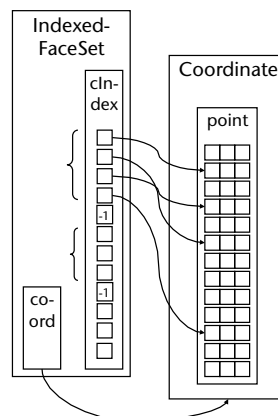 Indexed-
FaceSet
cIn-
dex
-1
-1
co-
ord
Coordinate
point